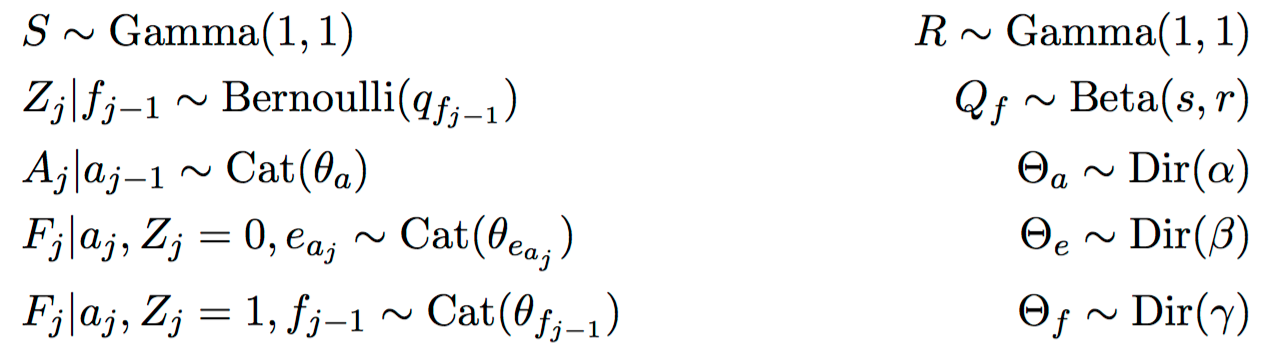 S ∼ Gamma(1, 1) R ∼ Gamma(1, 1)
Z_j|f_{j−1} ∼ Bernoulli(q_{f_{j−1}}) Q_f ∼ Beta(s, r)
A_j|a_{j−1} ∼ Cat(θ_a) Θ_a ∼ Dir(α)
F_j|a_j, Z_j = 0, e_{a_j} ∼ Cat(θ_{e_{a_j}}) Θ_e ∼ Dir(β)
F_j|a_j, Z_j = 1, f_{j−1} ∼ Cat(θ_{f_{j−1}}) Θ_f ∼ Dir(γ)